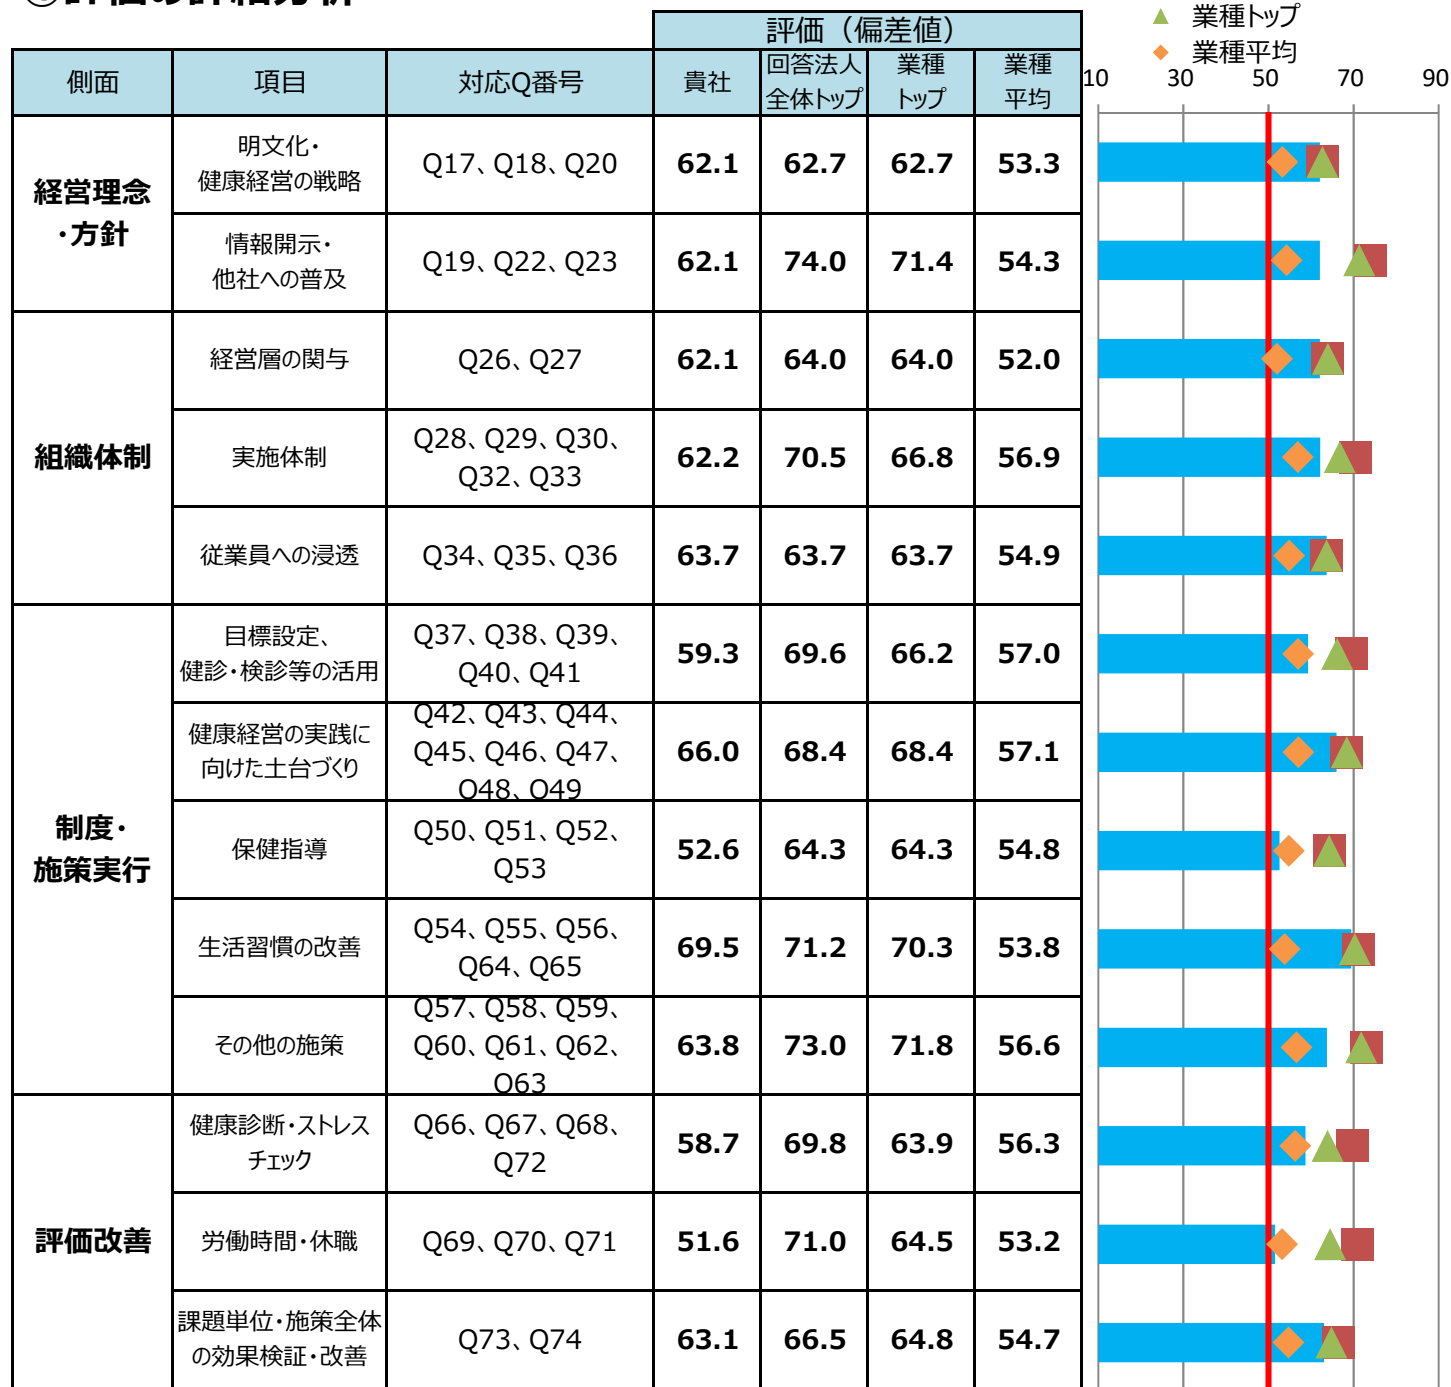 ▲ 業種トップ
◆ 業種平均
評価（偏差値）
側面 項目 対応Q番号 貴社 回答法人 業種 業種
全体トップ トップ 平均
10 30 50 70 90
経営理念
・方針
明文化・
健康経営の戦略
Q17、Q18、Q20 62.1 62.7 62.7 53.3
情報開示・
他社への普及
Q19、Q22、Q23 62.1 74.0 71.4 54.3
組織体制
経営層の関与 Q26、Q27 62.1 64.0 64.0 52.0
実施体制
Q28、Q29、Q30、
Q32、Q33
62.2 70.5 66.8 56.9
従業員への浸透 Q34、Q35、Q36 63.7 63.7 63.7 54.9
制度・
施策実行
目標設定、
健診・検診等の活用
Q37、Q38、Q39、
Q40、Q41
59.3 69.6 66.2 57.0
健康経営の実践に
向けた土台づくり
Q42、Q43、Q44、
Q45、Q46、Q47、
Q48、Q49
66.0 68.4 68.4 57.1
保健指導
Q50、Q51、Q52、
Q53
52.6 64.3 64.3 54.8
生活習慣の改善
Q54、Q55、Q56、
Q64、Q65
69.5 71.2 70.3 53.8
その他の施策
Q57、Q58、Q59、
Q60、Q61、Q62、
Q63
63.8 73.0 71.8 56.6
評価改善
健康診断・ストレス
チェック
Q66、Q67、Q68、
Q72
58.7 69.8 63.9 56.3
労働時間・休職 Q69、Q70、Q71 51.6 71.0 64.5 53.2
課題単位・施策全体
の効果検証・改善
Q73、Q74 63.1 66.5 64.8 54.7